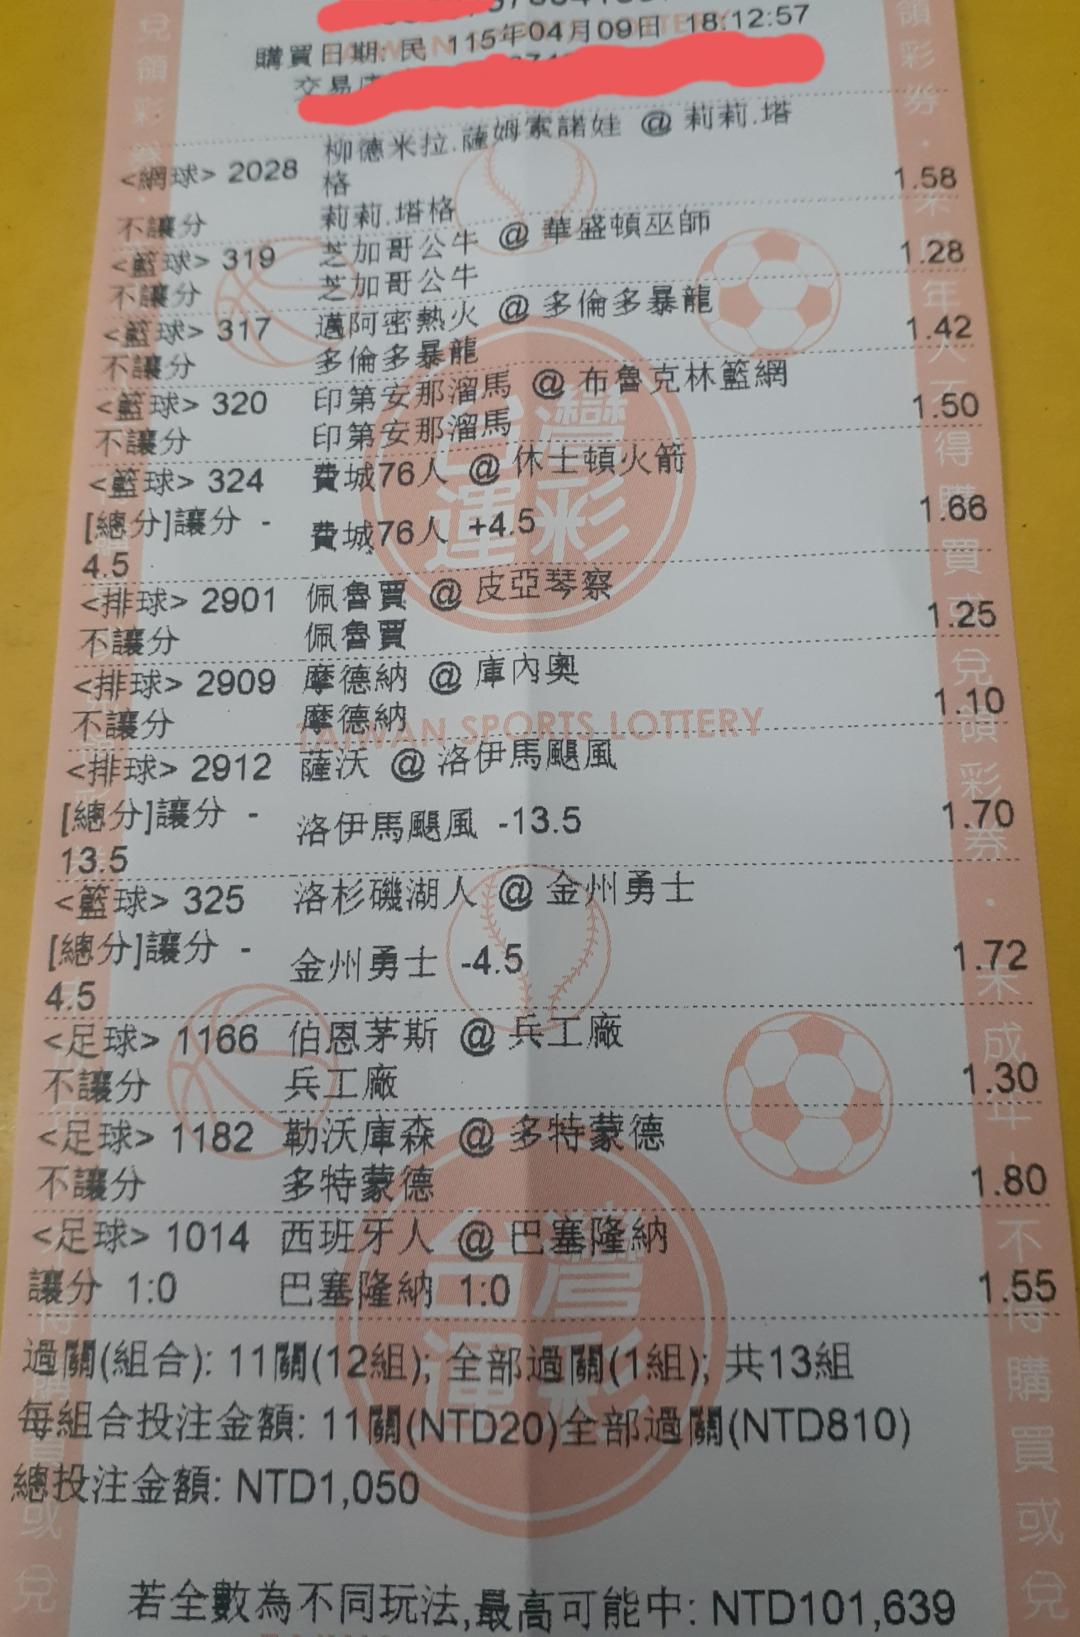 購買日期: 民 115年04月09日 18:12:57
交易
<網球> 2028 柳德米拉.薩姆索諾娃 @ 莉莉.塔
格
不讓分 莉莉.塔格 1.58
<籃球> 319 芝加哥公牛 @ 華盛頓巫師
不讓分 芝加哥公牛 1.28
<籃球> 317 邁阿密熱火 @ 多倫多暴龍
不讓分 多倫多暴龍 1.42
<籃球> 320 印第安那溜馬 @ 布魯克林籃網
不讓分 印第安那溜馬 1.50
<籃球> 324 費城76人 @ 休士頓火箭
[總分]讓分 - 費城76人 +4.5 1.66
4.5
<排球> 2901 佩魯賈 @ 皮亞琴察
不讓分 佩魯賈 1.25
<排球> 2909 摩德納 @ 庫內奧
不讓分 摩德納 1.10
TAIWAN SPORTS LOTTERY
<排球> 2912 薩沃 @ 洛伊馬颶風
[總分]讓分 - 洛伊馬颶風 -13.5 1.70
13.5
<籃球> 325 洛杉磯湖人 @ 金州勇士
[總分]讓分 - 金州勇士 -4.5 1.72
4.5
<足球> 1166 伯恩茅斯 @ 兵工廠
不讓分 兵工廠 1.30
<足球> 1182 勒沃庫森 @ 多特蒙德
不讓分 多特蒙德 1.80
<足球> 1014 西班牙人 @ 巴塞隆納
讓分 1:0 巴塞隆納 1:0 1.55
過關(組合): 11關(12組); 全部過關(1組); 共13組
每組合投注金額: 11關(NTD20)全部過關(NTD810)
總投注金額: NTD1,050
若全數為不同玩法,最高可能中: NTD101,639
台灣
運彩
台灣
運彩